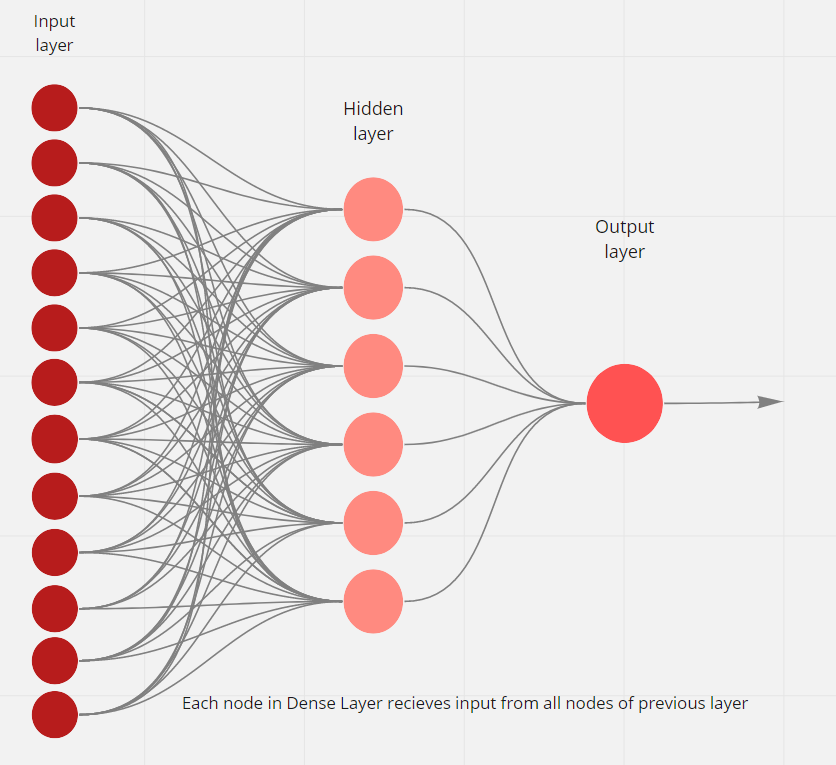 Input
layer
Hidden
layer
Output
layer
Each node in Dense Layer recieves input from all nodes of previous layer